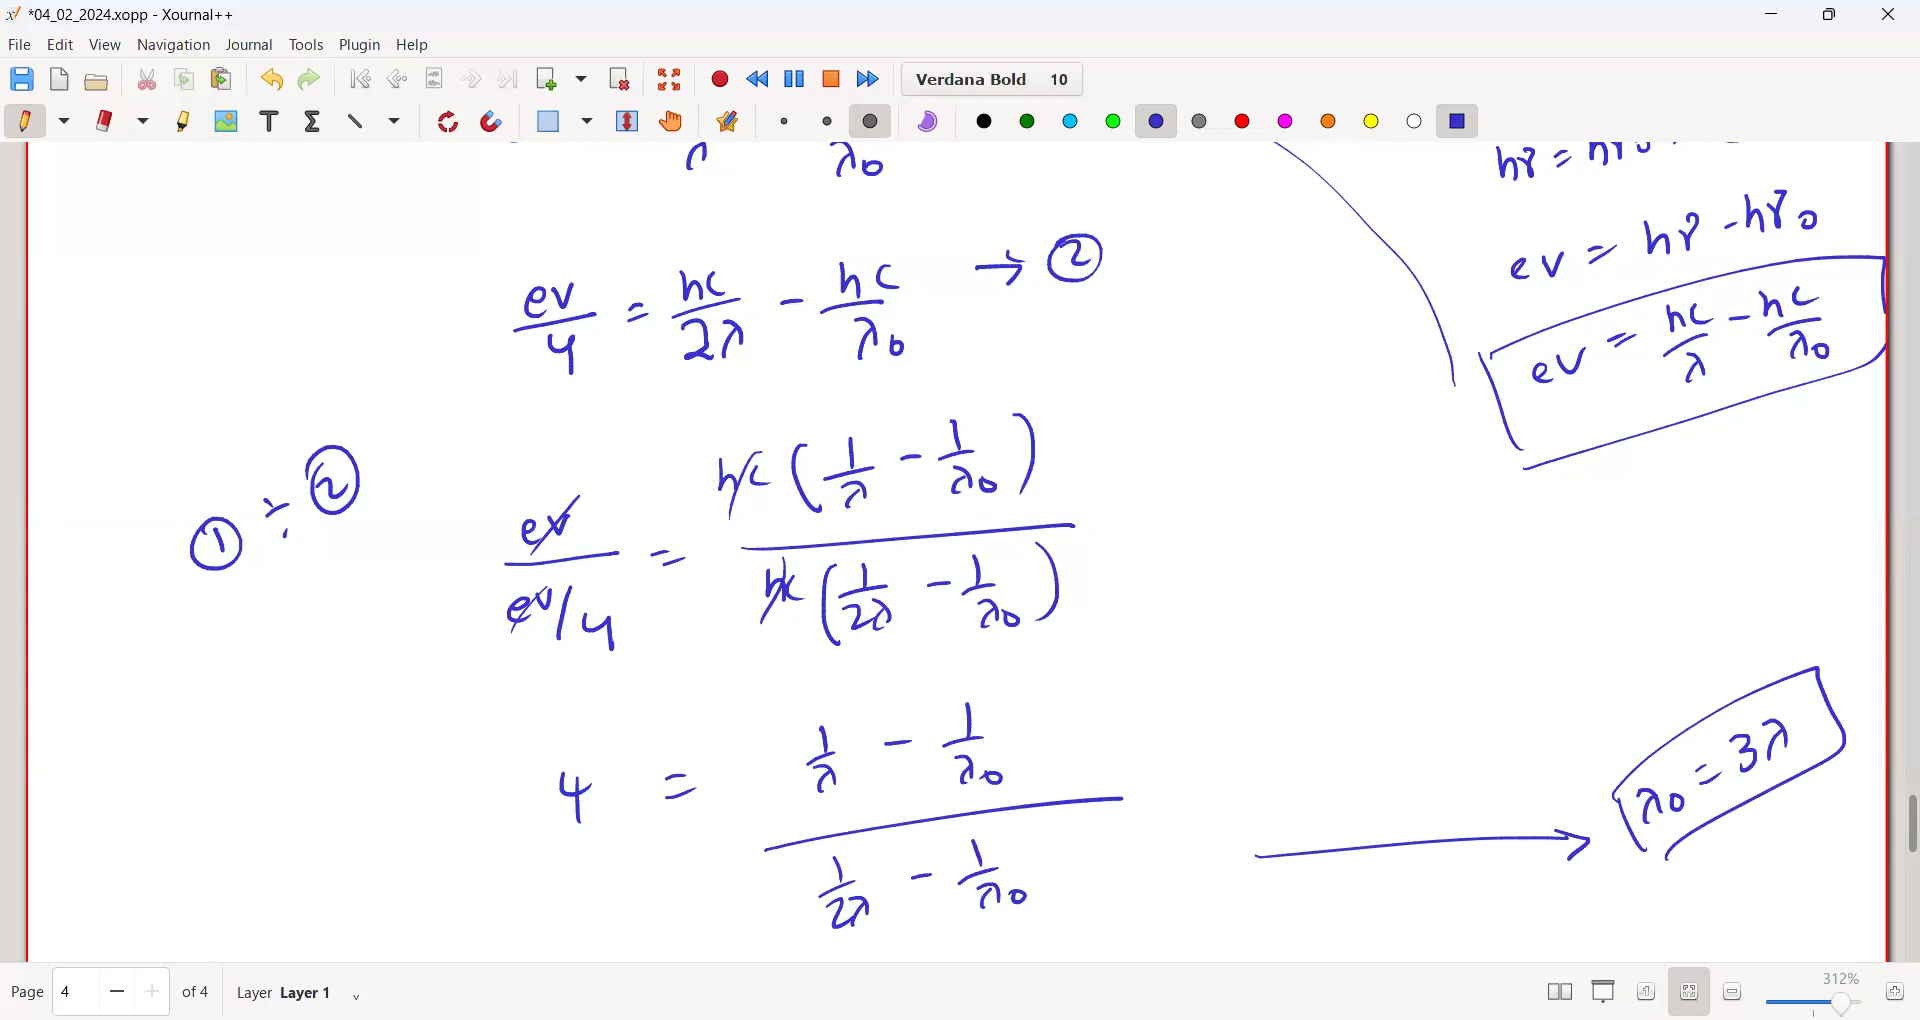 *04_02_2024.xopp - Xournal++
File Edit View Navigation Journal Tools Plugin Help
Verdana Bold 10
λ0
hν = hν0
ev = hν - hν0
ev/4 = hc/2λ - hc/λ0 → ②
ev = hc/λ - hc/λ0
① ÷ ②
ev / (ev/4) = hc (1/λ - 1/λ0) / hc (1/2λ - 1/λ0)
4 = (1/λ - 1/λ0) / (1/2λ - 1/λ0)
λ0 = 3λ
Page 4 of 4 Layer Layer 1
312%